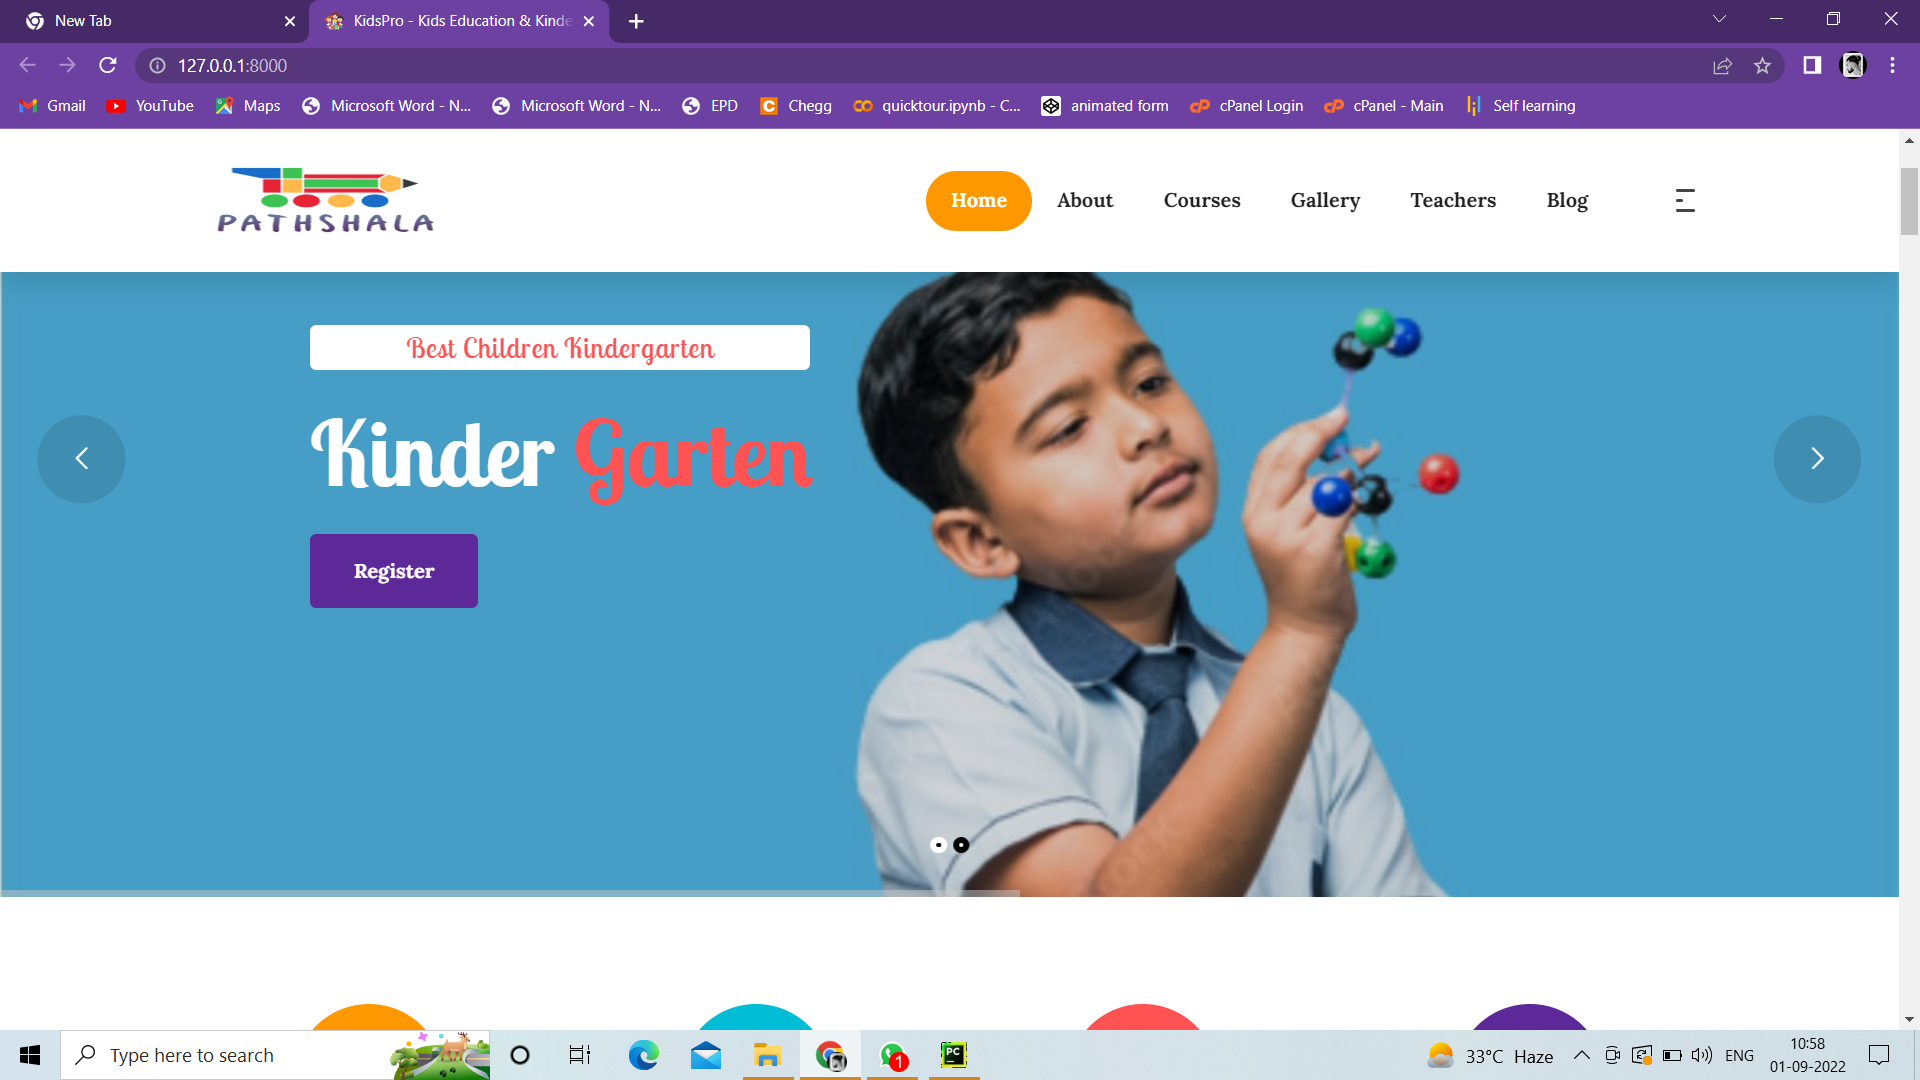 New Tab
KidsPro - Kids Education & Kinde
127.0.0.1:8000
Gmail
YouTube
Maps
Microsoft Word - N...
Microsoft Word - N...
EPD
Chegg
quicktour.ipynb - C...
animated form
cPanel Login
cPanel - Main
Self learning
PATHSHALA
Home
About
Courses
Gallery
Teachers
Blog
Best Children Kindergarten
Kinder Garten
Register
Type here to search
1
PC
33°C Haze
ENG
10:58
01-09-2022